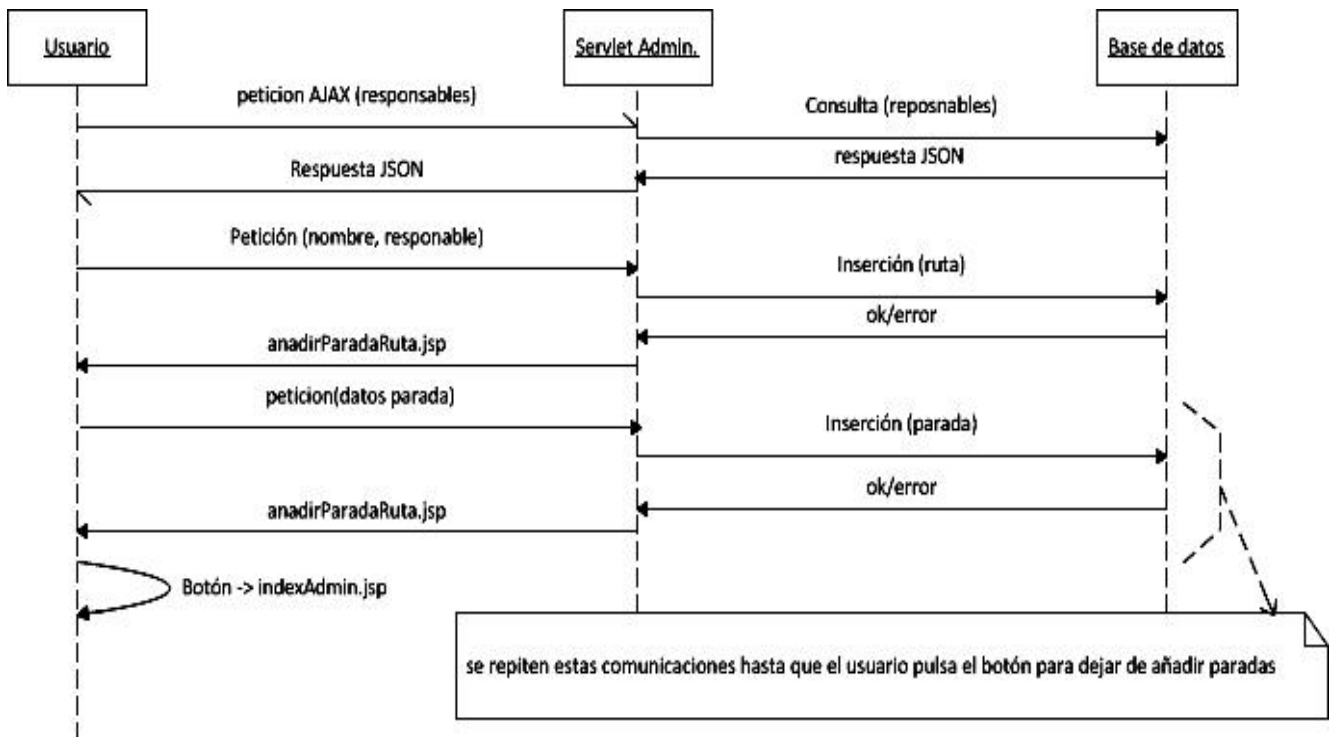 Usuario
Servlet Admin.
Base de datos
peticion AJAX (responsables)
Consulta (reposnables)
respuesta JSON
Respuesta JSON
Petición (nombre, responable)
Inserción (ruta)
ok/error
anadirParadaRuta.jsp
peticion(datos parada)
Inserción (parada)
ok/error
anadirParadaRuta.jsp
Botón -> indexAdmin.jsp
se repiten estas comunicaciones hasta que el usuario pulsa el botón para dejar de añadir paradas